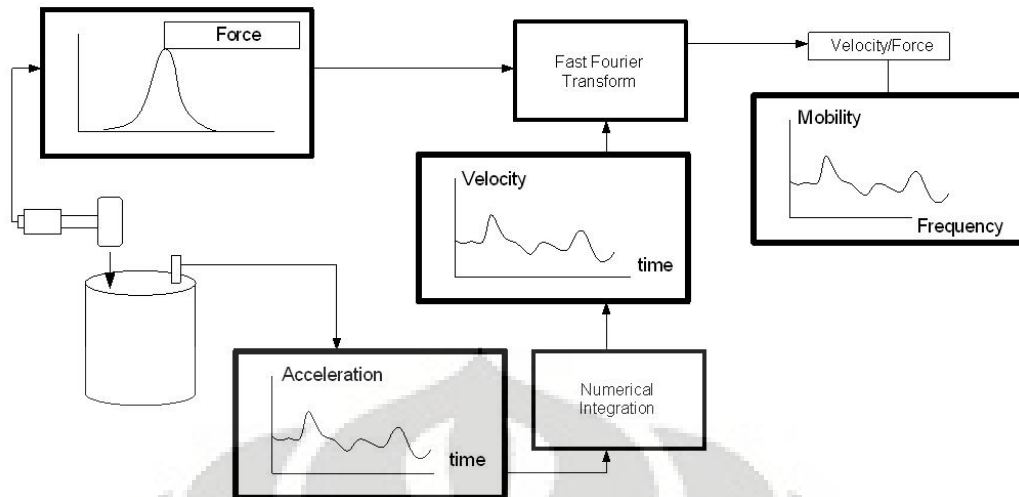 Force
Fast Fourier
Transform
Velocity/Force
Mobility
Frequency
Velocity
time
Acceleration
time
Numerical
Integration